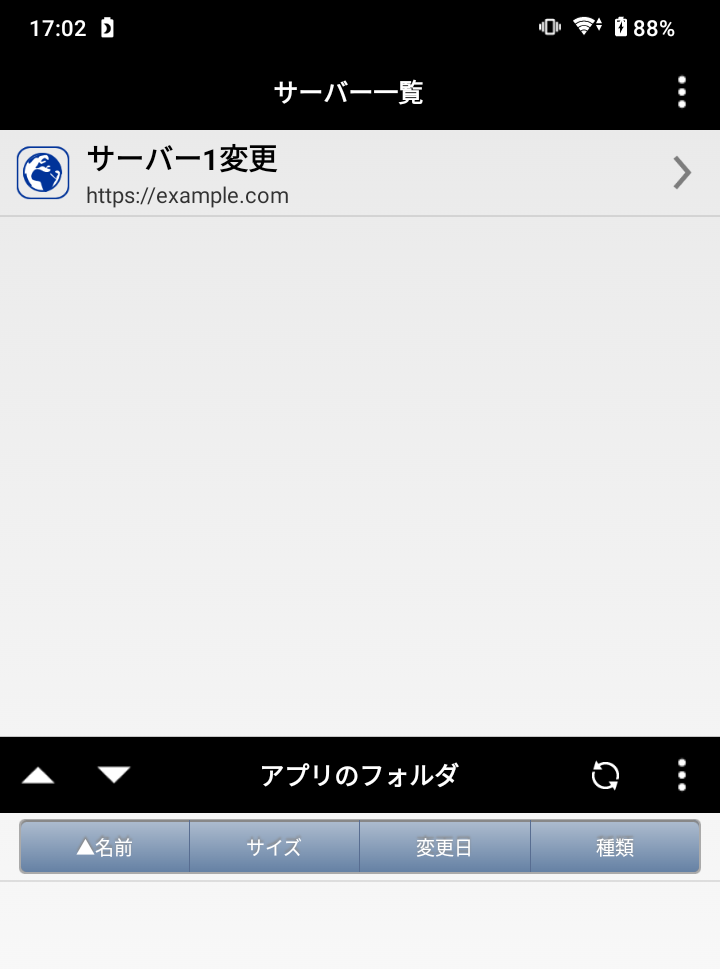 17:02
88%
サーバー一覧
サーバー1変更
https://example.com
アプリのフォルダ
▲名前 サイズ 変更日 種類